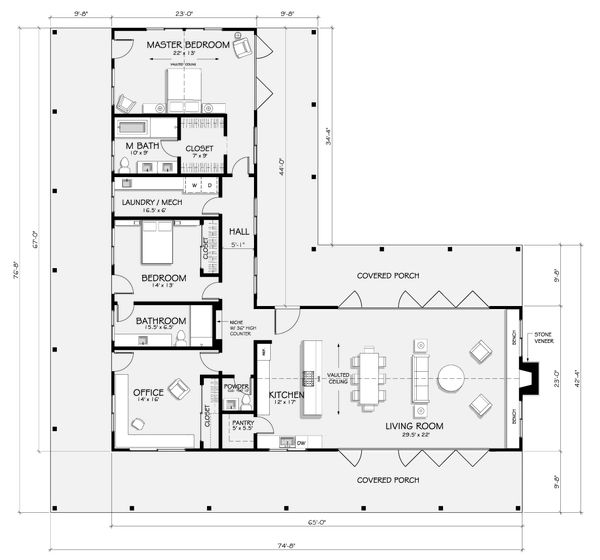 9'-8"
23'-0"
9'-8"
MASTER BEDROOM
22' x 13'
VAULTED CEILING
34'-4"
M BATH
10' x 9'
CLOSET
7' x 9'
44'-0"
W D
LAUNDRY / MECH
16.5' x 6'
HALL
5'-1"
67'-0"
76'-8"
CLOSET
BEDROOM
14' x 13'
COVERED PORCH
9'-8"
BATHROOM
15.5' x 6.5'
NICHE
W/ 36" HIGH
COUNTER
REF
BENCH
STONE
VENEER
VAULTED
CEILING
23'-0"
42'-4"
OFFICE
14' x 16'
CLOSET
POWDER
KITCHEN
12' x 17'
PANTRY
5' x 5.5'
DW
BENCH
LIVING ROOM
29.5' x 22'
COVERED PORCH
9'-8"
65'-0"
74'-8"